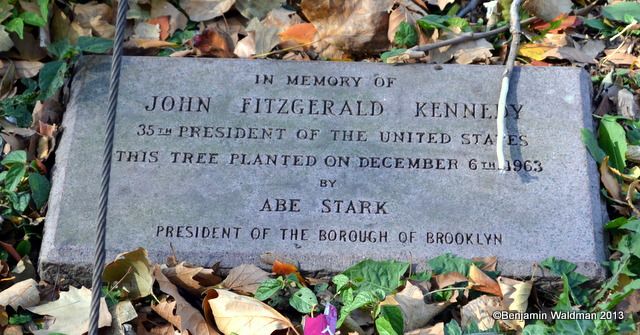 IN MEMORY OF
JOHN FITZGERALD KENNEDY
35TH PRESIDENT OF THE UNITED STATES
THIS TREE PLANTED ON DECEMBER 6TH 1963
BY
ABE STARK
PRESIDENT OF THE BOROUGH OF BROOKLYN
©Benjamin Waldman 2013